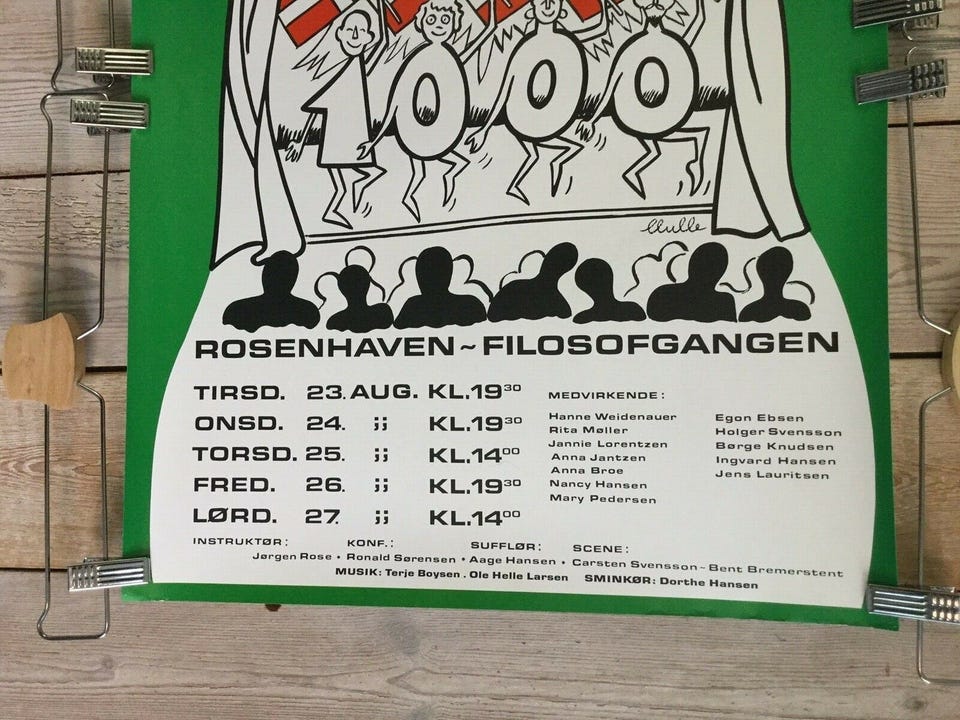 1000
ROSENHAVEN ~ FILOSOFGANGEN
TIRSD. 23. AUG. KL.19³⁰
ONSD. 24. ;; KL.19³⁰
TORSD. 25. ;; KL.14⁰⁰
FRED. 26. ;; KL.19³⁰
LØRD. 27. ;; KL.14⁰⁰
MEDVIRKENDE:
Hanne Weidenauer
Rita Møller
Jannie Lorentzen
Anna Jantzen
Anna Broe
Nancy Hansen
Mary Pedersen
Egon Ebsen
Holger Svensson
Børge Knudsen
Ingvard Hansen
Jens Lauritsen
INSTRUKTØR: KONF.: SUFFLØR: SCENE:
Jørgen Rose • Ronald Sørensen • Aage Hansen • Carsten Svensson ~ Bent Bremerstent
MUSIK: Terje Boysen . Ole Helle Larsen SMINKØR: Dorthe Hansen